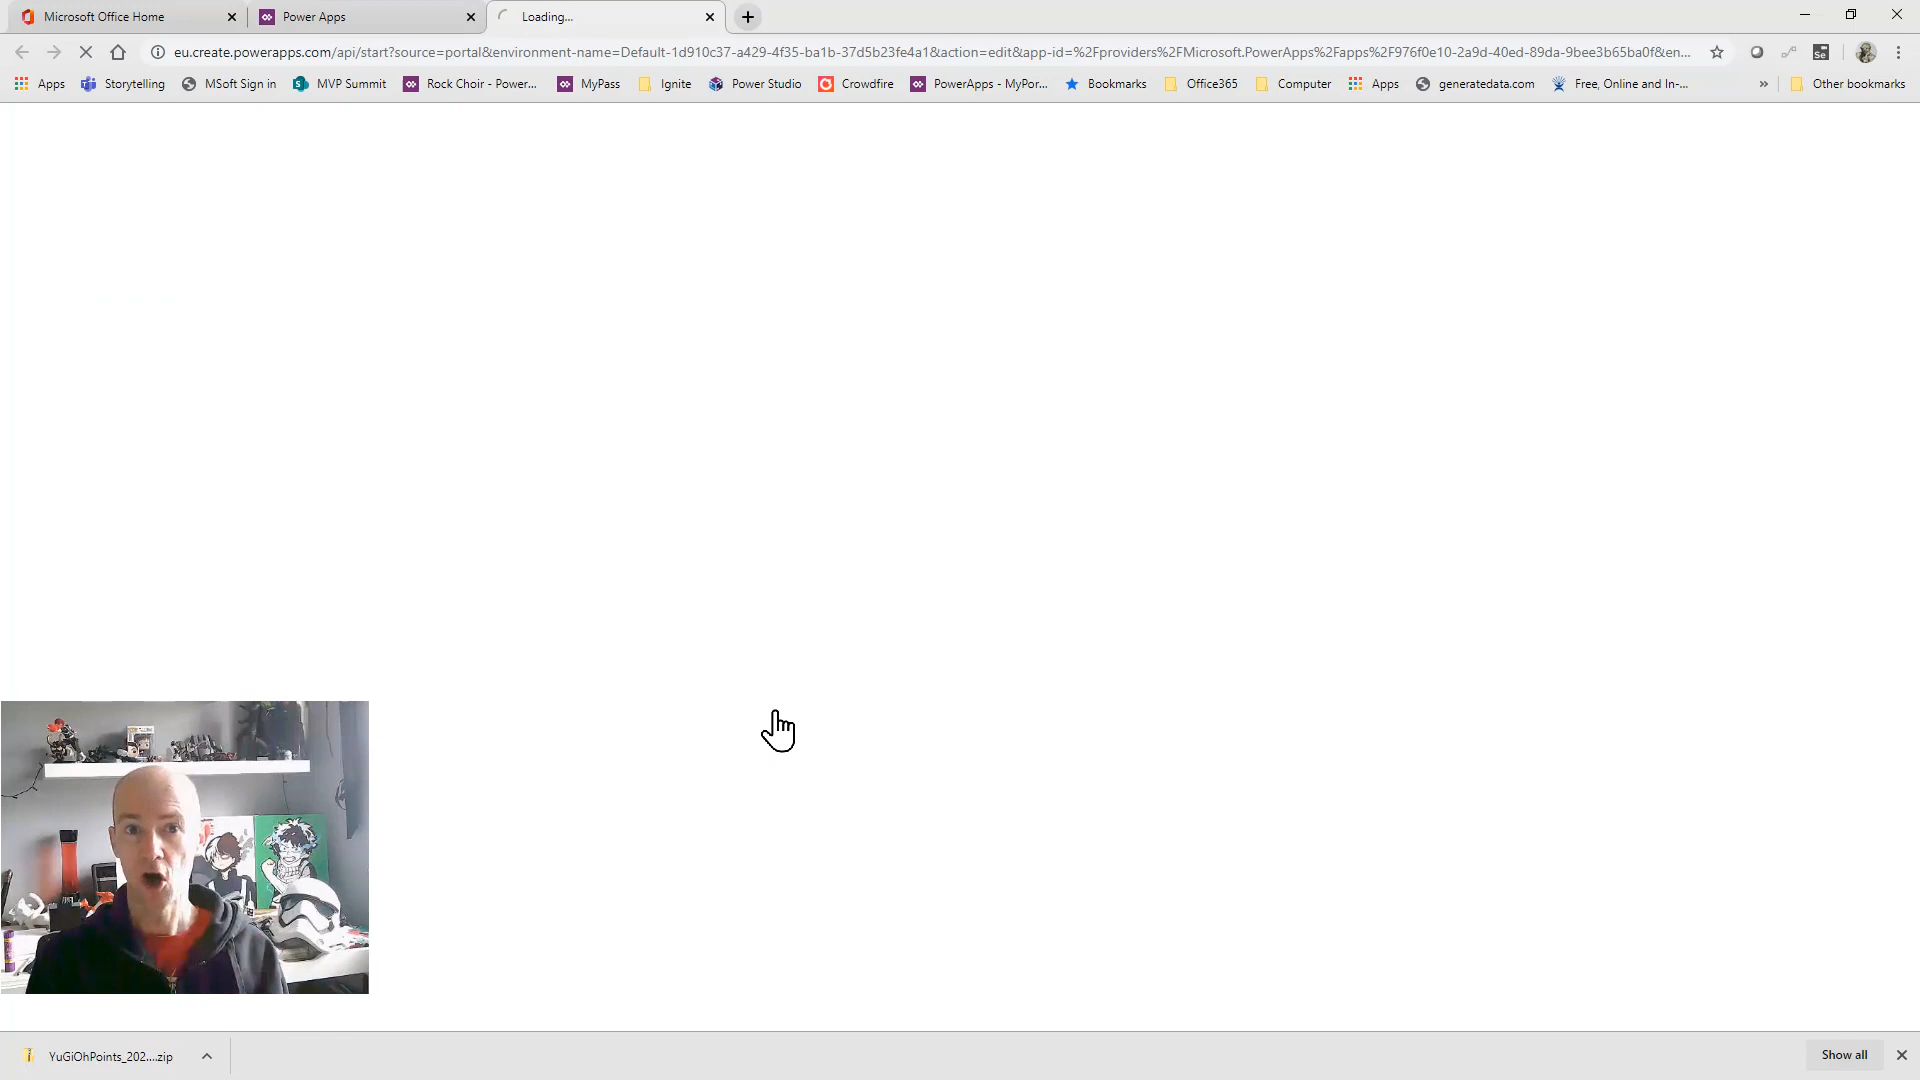 Microsoft Office Home
Power Apps
Loading...
eu.create.powerapps.com/api/start?source=portal&environment-name=Default-1d910c37-a429-4f35-ba1b-37d5b23fe4a1&action=edit&app-id=%2Fproviders%2FMicrosoft.PowerApps%2Fapps%2F976f0e10-2a9d-40ed-89da-9bee3b65ba0f&en...
Se
Apps Storytelling MSoft Sign in MVP Summit Rock Choir - Power... MyPass Ignite Power Studio Crowdfire PowerApps - MyPor... Bookmarks Office365 Computer Apps generatedata.com Free, Online and In-... » Other bookmarks
YuGiOhPoints_202....zip
Show all